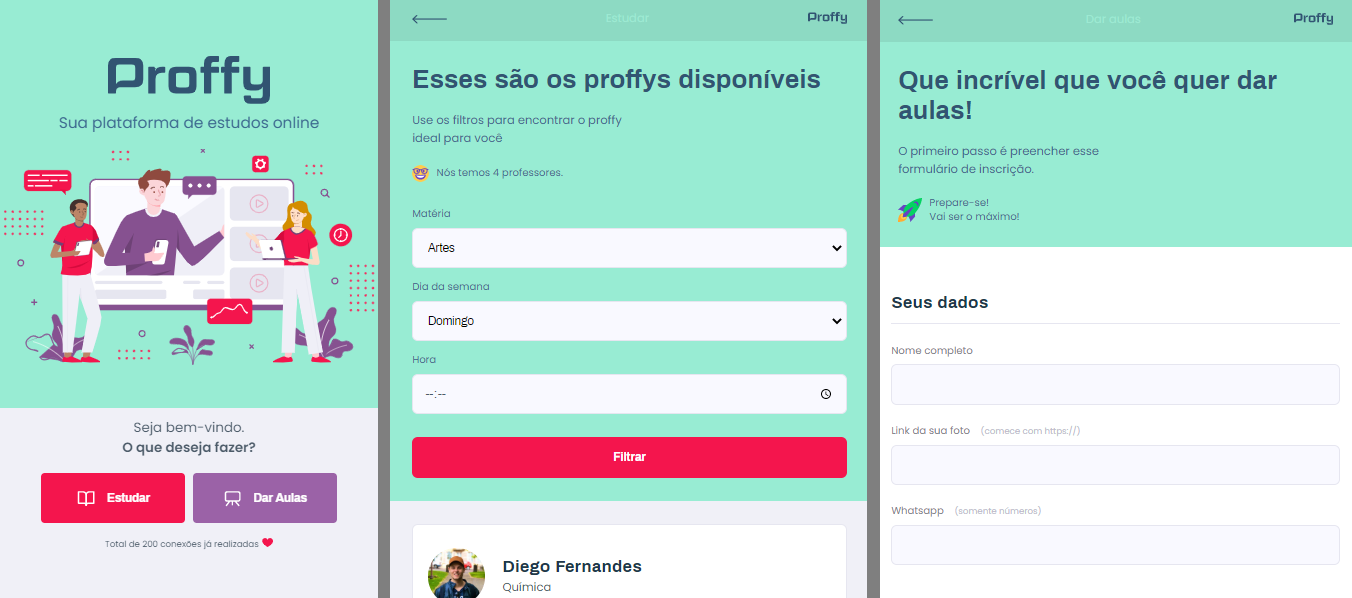 Proffy
Sua plataforma de estudos online
Seja bem-vindo.
O que deseja fazer?
Estudar
Dar Aulas
Total de 200 conexões já realizadas
Estudar
Proffy
Esses são os proffys disponíveis
Use os filtros para encontrar o proffy
ideal para você
Nós temos 4 professores.
Matéria
Artes
Dia da semana
Domingo
Hora
--:--
Filtrar
Diego Fernandes
Química
Dar aulas
Proffy
Que incrível que você quer dar
aulas!
O primeiro passo é preencher esse
formulário de inscrição.
Prepare-se!
Vai ser o máximo!
Seus dados
Nome completo
Link da sua foto (comece com https://)
Whatsapp (somente números)